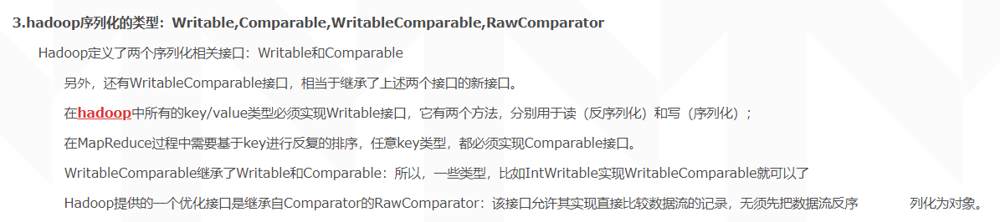 3.hadoop序列化的类型：Writable,Comparable,WritableComparable,RawComparator
Hadoop定义了两个序列化相关接口：Writable和Comparable
另外，还有WritableComparable接口，相当于继承了上述两个接口的新接口。
在hadoop中所有的key/value类型必须实现Writable接口，它有两个方法，分别用于读（反序列化）和写（序列化）；
在MapReduce过程中需要基于key进行反复的排序，任意key类型，都必须实现Comparable接口。
WritableComparable继承了Writable和Comparable：所以，一些类型，比如IntWritable实现WritableComparable就可以了
Hadoop提供的一个优化接口是继承自Comparator的RawComparator：该接口允许其实现直接比较数据流的记录，无须先把数据流反序 列化为对象。